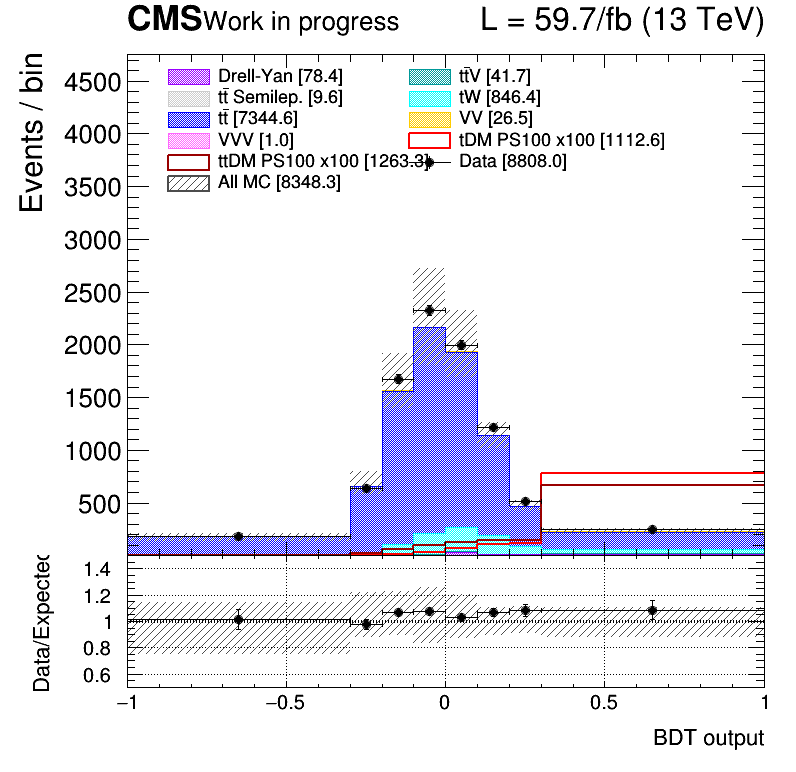 CMS Work in progress L = 59.7/fb (13 TeV)
Events / bin
4500
4000
3500
3000
2500
2000
1500
1000
500
Drell-Yan [78.4] tt̄V [41.7]
tt̄ Semilep. [9.6] tW [846.4]
tt̄ [7344.6] VV [26.5]
VVV [1.0] tDM PS100 x100 [1112.6]
ttDM PS100 x100 [1263.3] Data [8808.0]
All MC [8348.3]
Data/Expected
1.4
1.2
1
0.8
0.6
−1 −0.5 0 0.5 1
BDT output